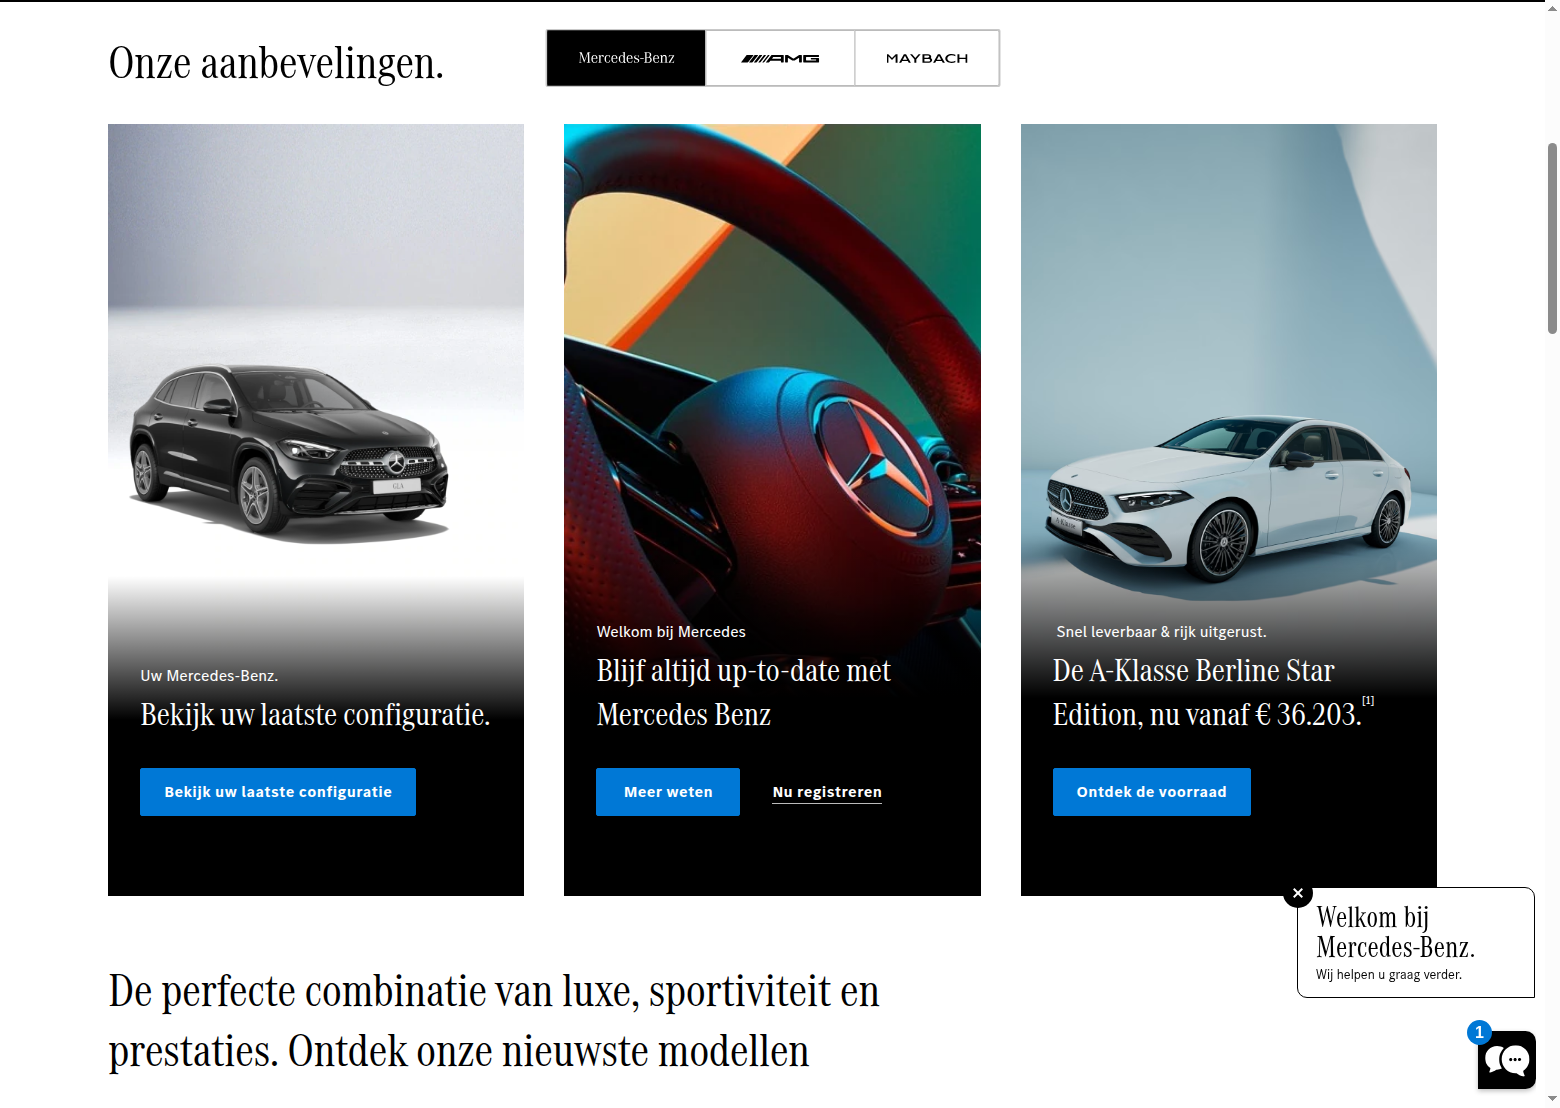 Onze aanbevelingen.
Mercedes-Benz
AMG
MAYBACH
GLA
Uw Mercedes-Benz.
Bekijk uw laatste configuratie.
Bekijk uw laatste configuratie
Welkom bij Mercedes
Blijf altijd up-to-date met
Mercedes Benz
Meer weten
Nu registreren
A-Klasse
Snel leverbaar & rijk uitgerust.
De A-Klasse Berline Star
Edition, nu vanaf € 36.203.[1]
Ontdek de voorraad
De perfecte combinatie van luxe, sportiviteit en
prestaties. Ontdek onze nieuwste modellen
Welkom bij
Mercedes-Benz.
Wij helpen u graag verder.
1